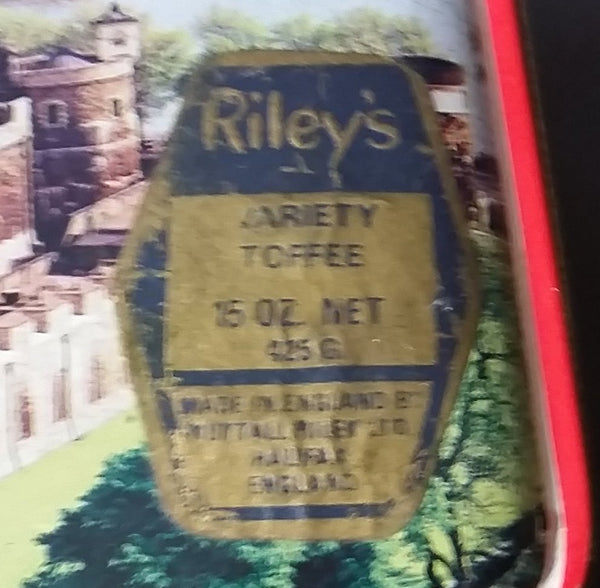 Riley's
VARIETY
TOFFEE
15 OZ. NET
425 G.
MADE IN ENGLAND BY
NUTTALL RILEY LTD.
HALIFAX
ENGLAND